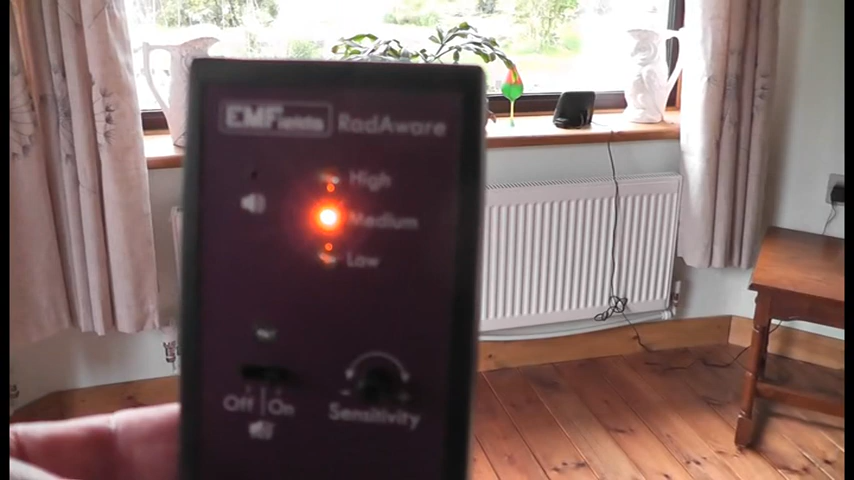 EMFields RadAware
High
Medium
Low
Off On
Sensitivity